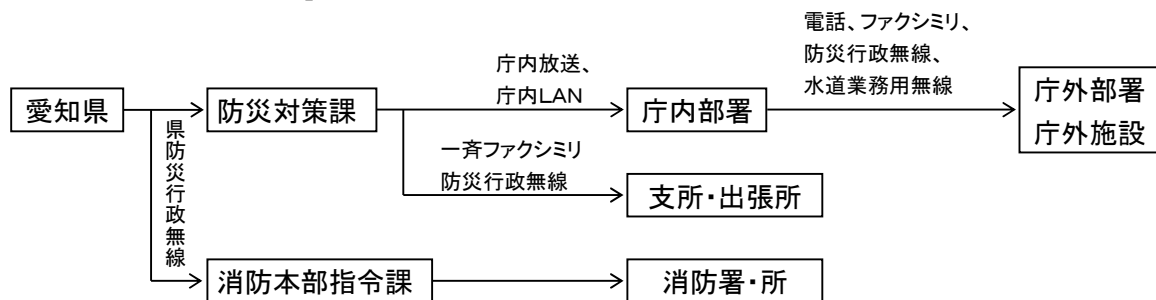 電話、ファクシミリ、
防災行政無線、
水道業務用無線
庁内放送、
庁内LAN
愛知県
防災対策課
庁内部署
庁外部署
庁外施設
県防災行政無線
一斉ファクシミリ
防災行政無線
支所・出張所
消防本部指令課
消防署・所